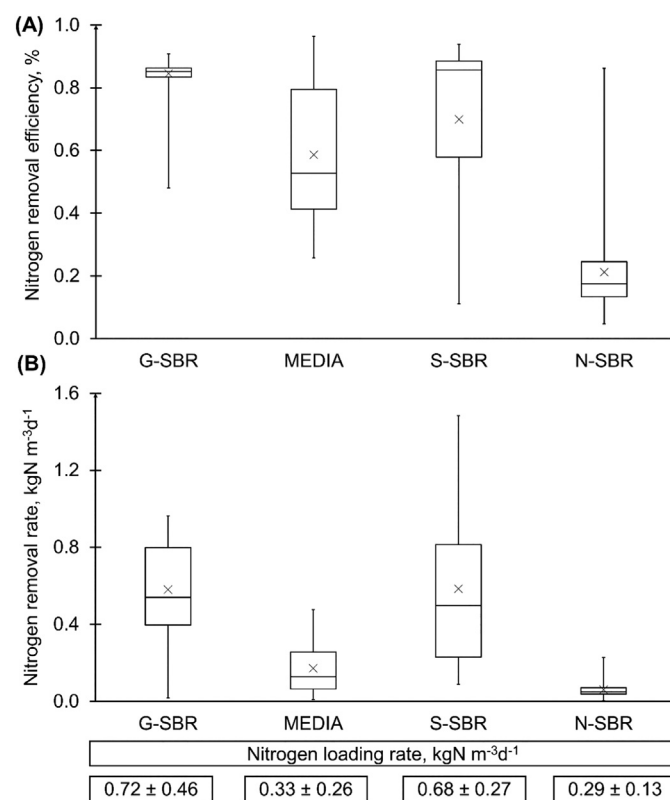 (A)
Nitrogen removal efficiency, %
1.0
0.8
0.6
0.4
0.2
0.0
G-SBR MEDIA S-SBR N-SBR
(B)
Nitrogen removal rate, kgN m⁻³d⁻¹
1.6
1.2
0.8
0.4
0.0
G-SBR MEDIA S-SBR N-SBR
Nitrogen loading rate, kgN m⁻³d⁻¹
0.72 ± 0.46 0.33 ± 0.26 0.68 ± 0.27 0.29 ± 0.13